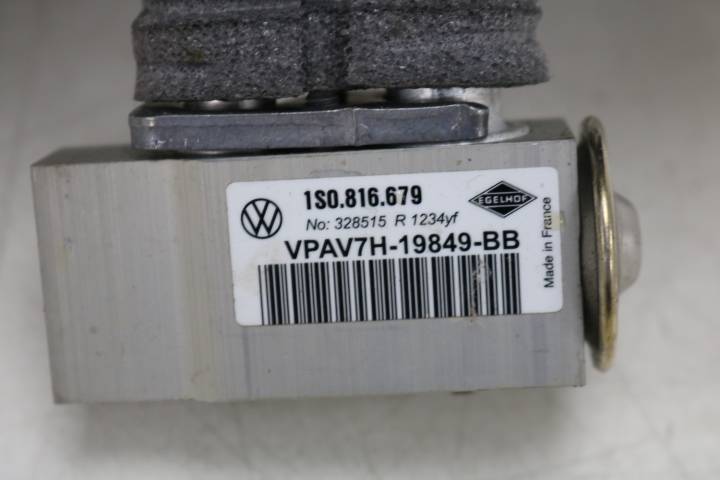 1S0.816.679
EGELHOF
No: 328515 R 1234yf
VPAV7H-19849-BB
Made in France